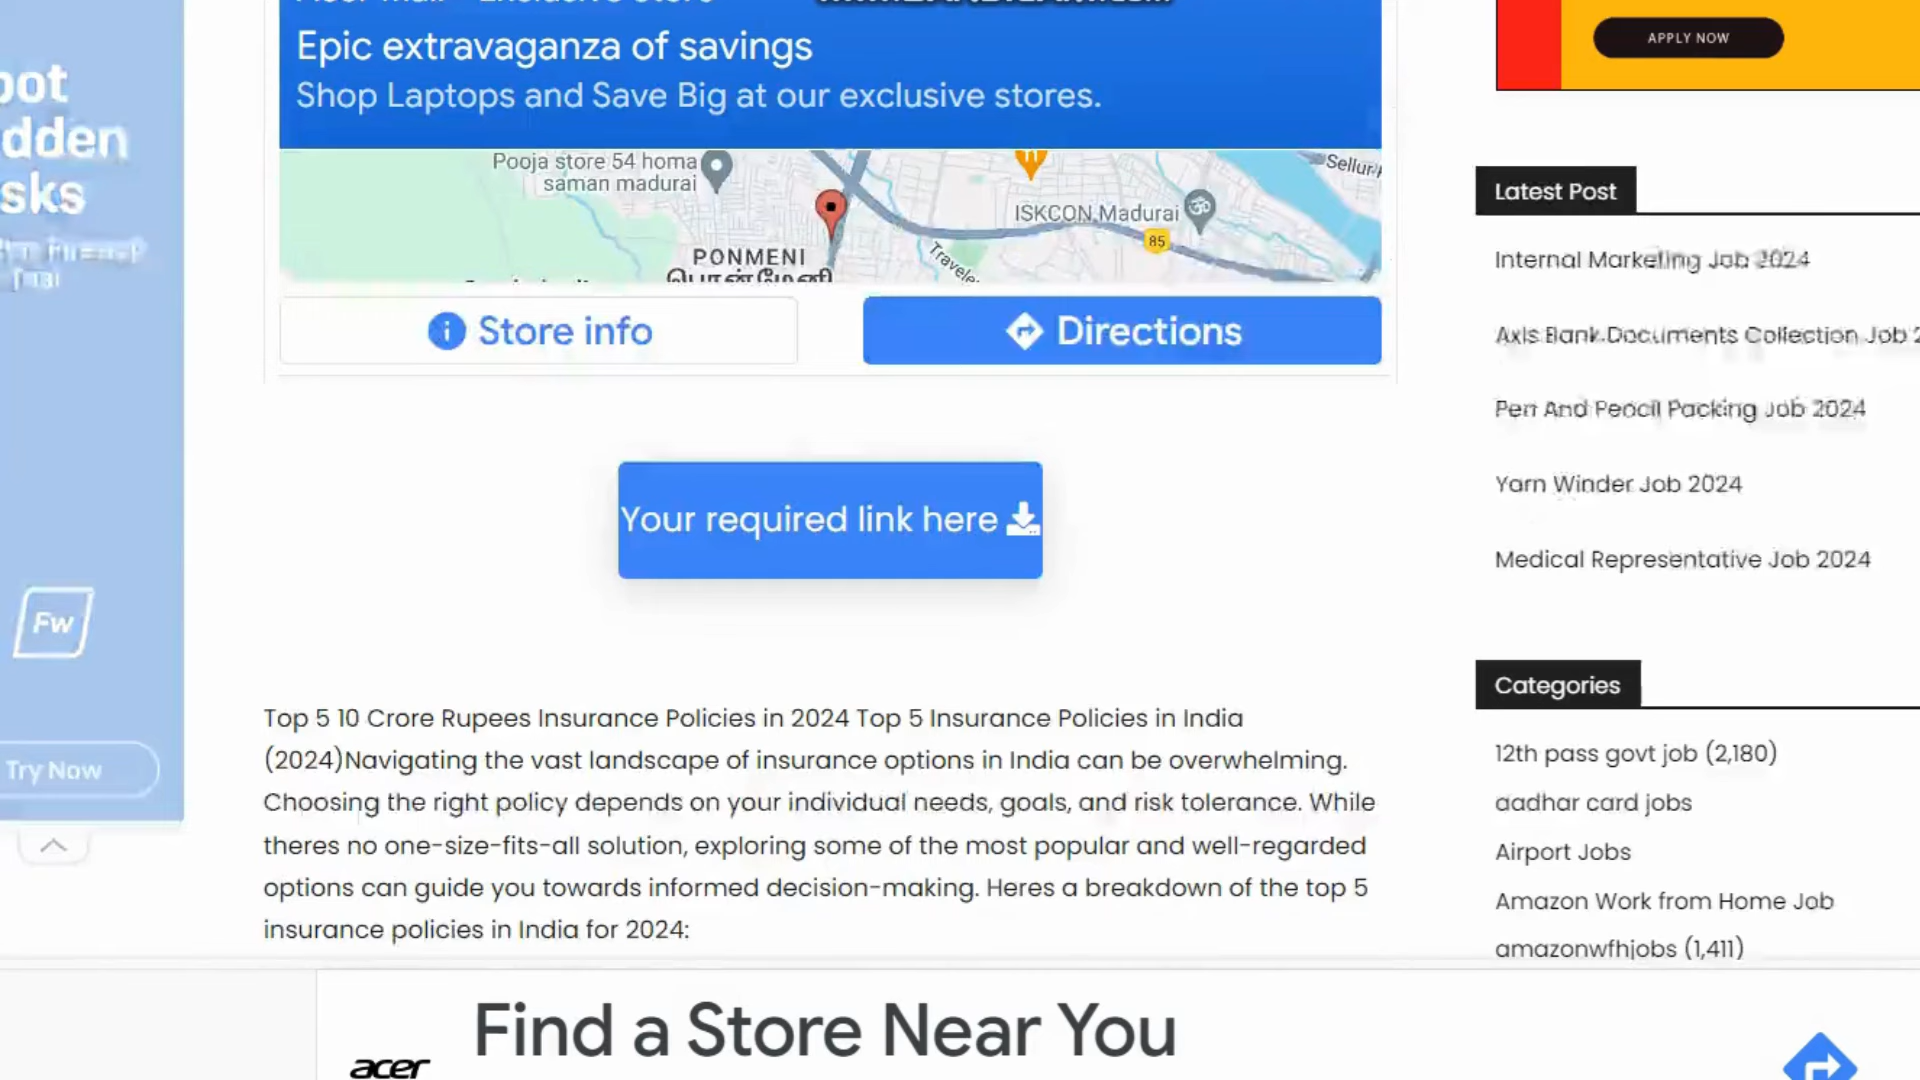 Epic extravaganza of savings
Shop Laptops and Save Big at our exclusive stores.
Pooja store 54 homa
saman madurai
ISKCON Madurai
85
PONMENI
பொன்மேனி
Store info
Directions
Your required link here
Fw
Try Now
Top 5 10 Crore Rupees Insurance Policies in 2024 Top 5 Insurance Policies in India
(2024)Navigating the vast landscape of insurance options in India can be overwhelming.
Choosing the right policy depends on your individual needs, goals, and risk tolerance. While
theres no one-size-fits-all solution, exploring some of the most popular and well-regarded
options can guide you towards informed decision-making. Heres a breakdown of the top 5
insurance policies in India for 2024:
APPLY NOW
Latest Post
Internal Marketing Job 2024
Axis Bank Documents Collection Job
Pen And Pencil Packing Job 2024
Yarn Winder Job 2024
Medical Representative Job 2024
Categories
12th pass govt job (2,180)
aadhar card jobs
Airport Jobs
Amazon Work from Home Job
amazonwfhjobs (1,411)
acer
Find a Store Near You